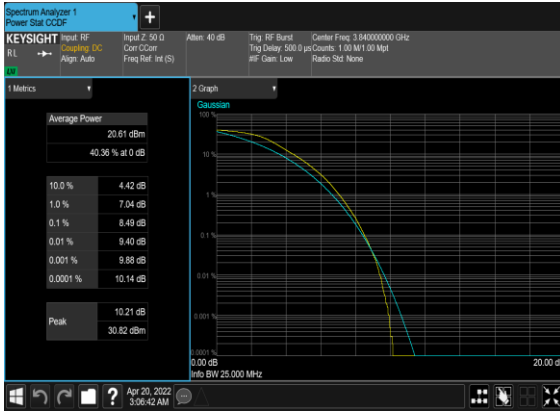 Spectrum Analyzer 1
Power Stat CCDF
+
KEYSIGHT
RL
Input: RF
Coupling: DC
Align: Auto
Input Z: 50 Ω
Corr CCorr
Freq Ref: Int (S)
Atten: 40 dB
Trig: RF Burst
Trig Delay: 500.0 µs
#IF Gain: Low
Center Freq: 3.840000000 GHz
Counts: 1.00 M/1.00 Mpt
Radio Std: None
1 Metrics
Average Power
20.61 dBm
40.36 % at 0 dB
10.0 % 4.42 dB
1.0 % 7.04 dB
0.1 % 8.49 dB
0.01 % 9.40 dB
0.001 % 9.88 dB
0.0001 % 10.14 dB
Peak
10.21 dB
30.82 dBm
2 Graph
Gaussian
100 %
10 %
1 %
0.1 %
0.01 %
0.001 %
0.0001 %
0.00 dB
20.00 d
Info BW 25.000 MHz
?
Apr 20, 2022
3:06:42 AM